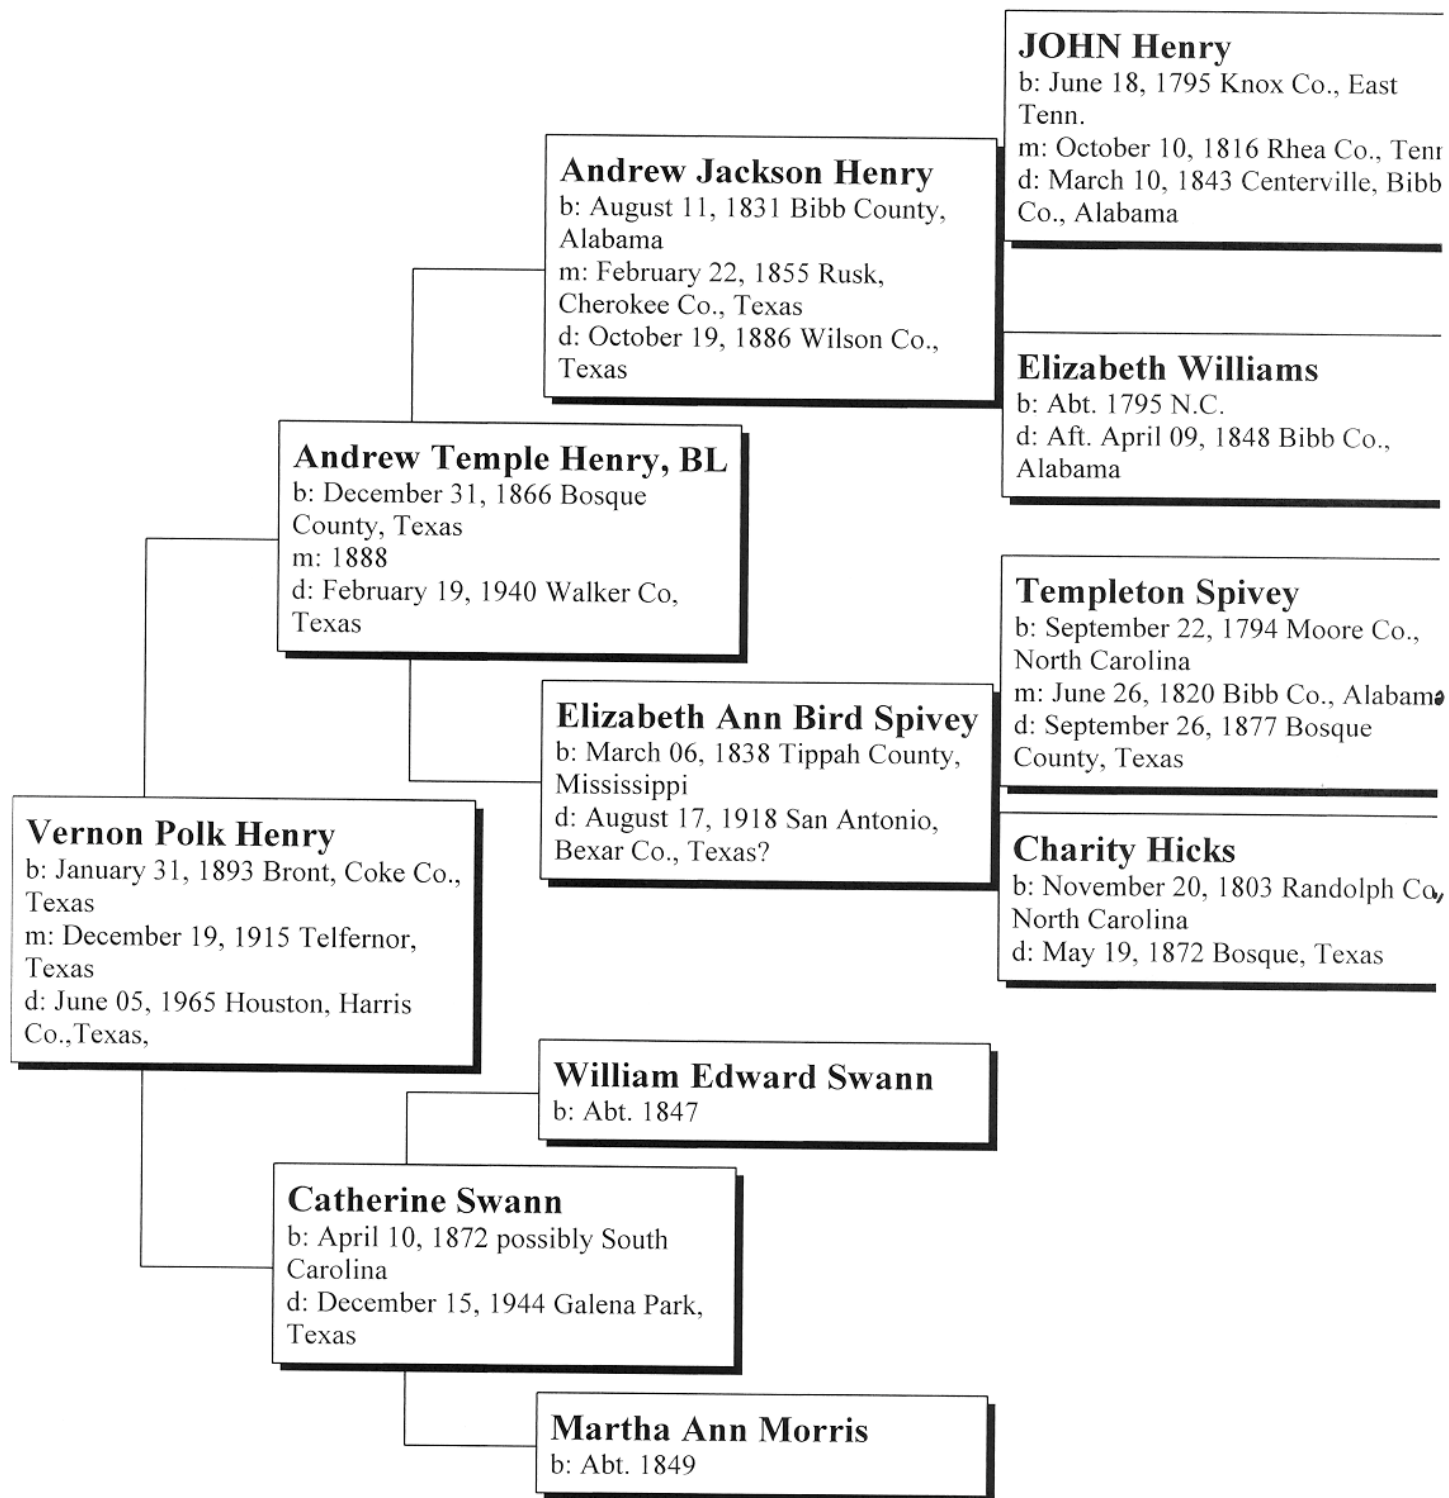 JOHN Henry
b: June 18, 1795 Knox Co., East
Tenn.
m: October 10, 1816 Rhea Co., Tenn
d: March 10, 1843 Centerville, Bibb
Co., Alabama
Andrew Jackson Henry
b: August 11, 1831 Bibb County,
Alabama
m: February 22, 1855 Rusk,
Cherokee Co., Texas
d: October 19, 1886 Wilson Co.,
Texas
Elizabeth Williams
b: Abt. 1795 N.C.
d: Aft. April 09, 1848 Bibb Co.,
Alabama
Andrew Temple Henry, BL
b: December 31, 1866 Bosque
County, Texas
m: 1888
d: February 19, 1940 Walker Co,
Texas
Templeton Spivey
b: September 22, 1794 Moore Co.,
North Carolina
m: June 26, 1820 Bibb Co., Alabama
d: September 26, 1877 Bosque
County, Texas
Elizabeth Ann Bird Spivey
b: March 06, 1838 Tippah County,
Mississippi
d: August 17, 1918 San Antonio,
Bexar Co., Texas?
Charity Hicks
b: November 20, 1803 Randolph Co,
North Carolina
d: May 19, 1872 Bosque, Texas
Vernon Polk Henry
b: January 31, 1893 Bront, Coke Co.,
Texas
m: December 19, 1915 Telfernor,
Texas
d: June 05, 1965 Houston, Harris
Co.,Texas,
William Edward Swann
b: Abt. 1847
Catherine Swann
b: April 10, 1872 possibly South
Carolina
d: December 15, 1944 Galena Park,
Texas
Martha Ann Morris
b: Abt. 1849